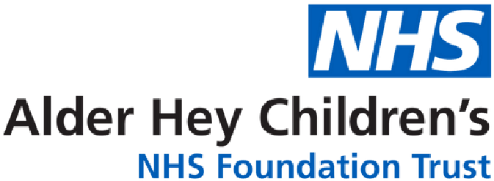 NHS
Alder Hey Children's
NHS Foundation Trust